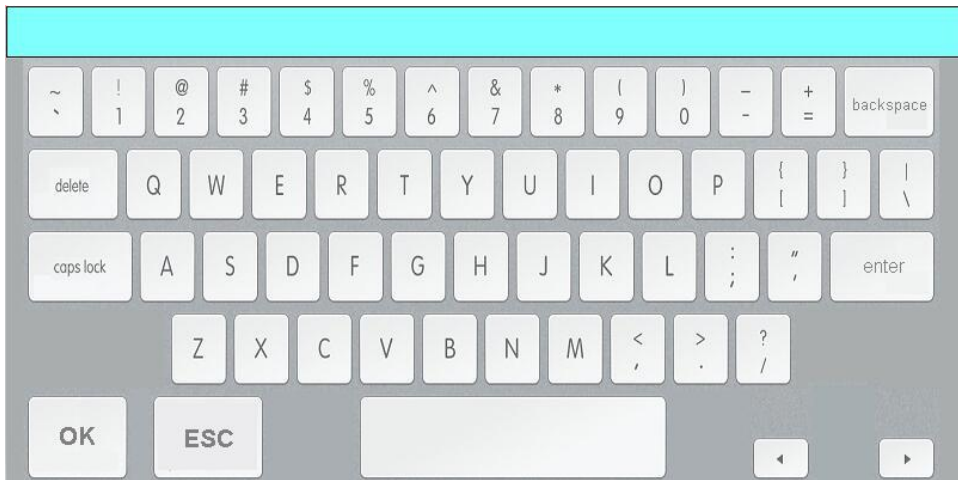 ~ ! @ # $ % ^ & * ( ) _ +
` 1 2 3 4 5 6 7 8 9 0 - = backspace
delete Q W E R T Y U I O P { } |
[ ] \
caps lock A S D F G H J K L : " enter
; '
Z X C V B N M < > ?
, . /
OK ESC